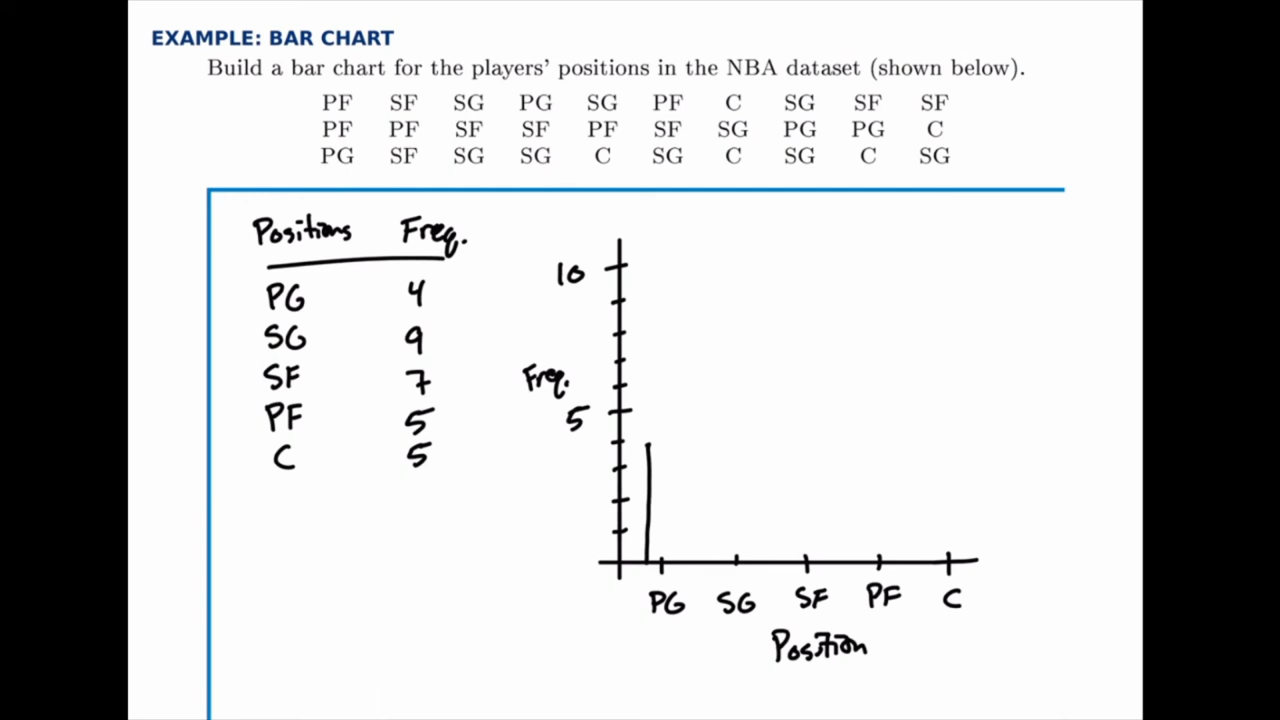 EXAMPLE: BAR CHART
Build a bar chart for the players' positions in the NBA dataset (shown below).
PF SF SG PG SG PF C SG SF SF
PF PF SF SF PF SF SG PG PG C
PG SF SG SG C SG C SG C SG
Positions Freq.
PG 4
SG 9
SF 7
PF 5
C 5
10
Freq.
5
PG SG SF PF C
Position